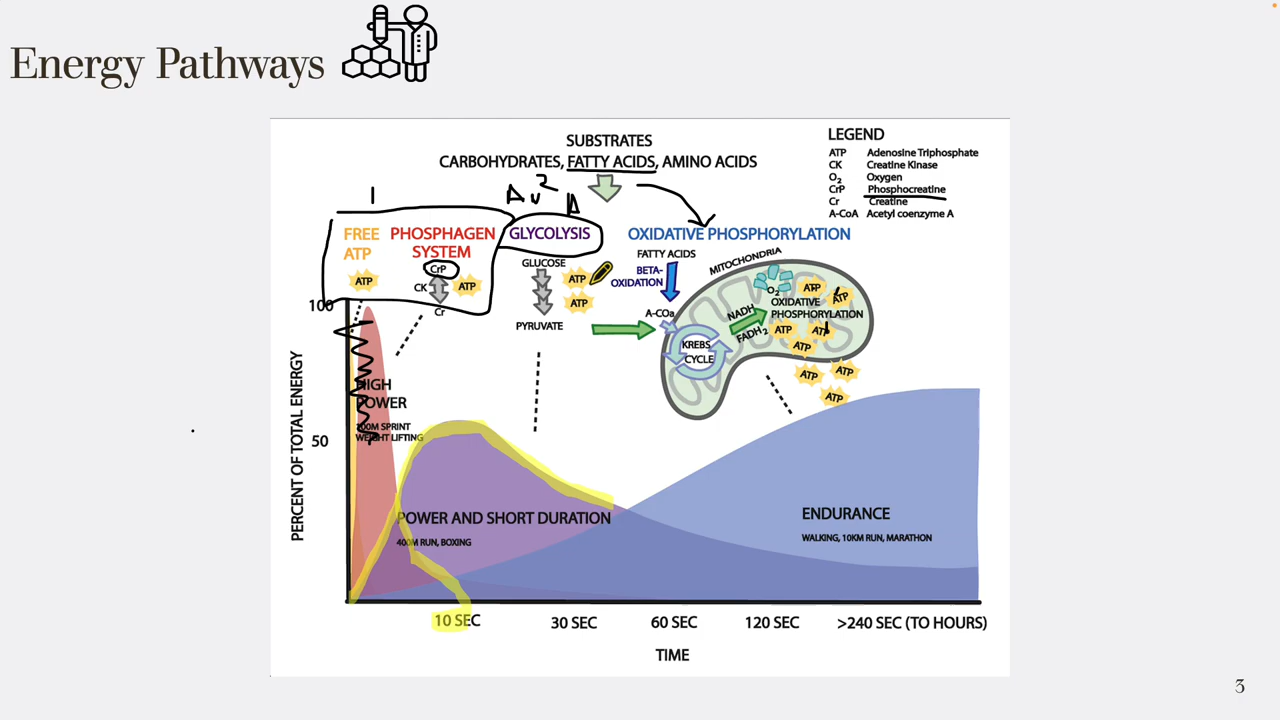 Energy Pathways
SUBSTRATES
CARBOHYDRATES, FATTY ACIDS, AMINO ACIDS
LEGEND
ATP Adenosine Triphosphate
CK Creatine Kinase
O2 Oxygen
CrP Phosphocreatine
Cr Creatine
A-CoA Acetyl coenzyme A
1
2
FREE
ATP
ATP
PHOSPHAGEN
SYSTEM
CrP
CK
ATP
Cr
GLYCOLYSIS
GLUCOSE
ATP
ATP
PYRUVATE
OXIDATIVE PHOSPHORYLATION
FATTY ACIDS
BETA-
OXIDATION
A-COa
MITOCHONDRIA
KREBS
CYCLE
NADH
FADH2
O2
OXIDATIVE
PHOSPHORYLATION
ATP
ATP
ATP
ATP
ATP
ATP
ATP
ATP
PERCENT OF TOTAL ENERGY
100
50
HIGH
POWER
100M SPRINT
WEIGHT LIFTING
POWER AND SHORT DURATION
400M RUN, BOXING
ENDURANCE
WALKING, 10KM RUN, MARATHON
10 SEC 30 SEC 60 SEC 120 SEC >240 SEC (TO HOURS)
TIME
3